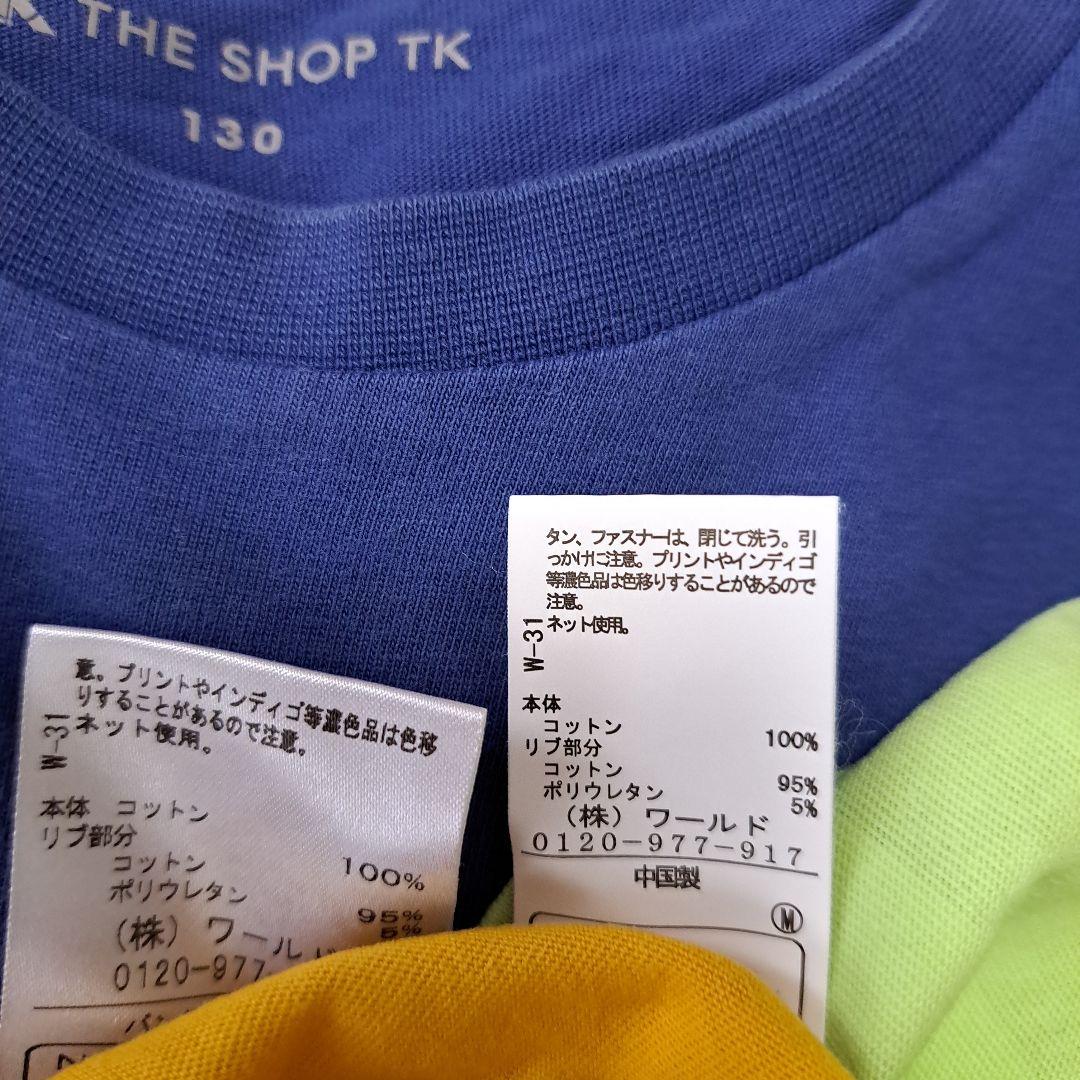 THE SHOP TK
130
タン、ファスナーは、閉じて洗う。引
っかけに注意。プリントやインディゴ
等濃色品は色移りすることがあるので
注意。
ネット使用。
W-31
本体
コットン 100%
リブ部分
コットン 95%
ポリウレタン 5%
(株) ワールド
0120-977-917
中国製
M
意。プリントやインディゴ等濃色品は色移
りすることがあるので注意。
ネット使用。
W-31
本体 コットン 100%
リブ部分
コットン 95%
ポリウレタン 5%
(株) ワールド
0120-977